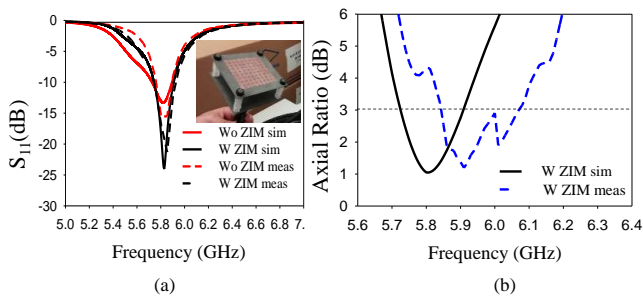 0
-5
-10
-15
-20
-25
-30
S11(dB)
Wo ZIM sim
W ZIM sim
Wo ZIM meas
W ZIM meas
5.0 5.2 5.4 5.6 5.8 6.0 6.2 6.4 6.6 6.8 7.
Frequency (GHz)
(a)
6
5
4
3
2
1
0
Axial Ratio (dB)
W ZIM sim
W ZIM meas
5.6 5.7 5.8 5.9 6.0 6.1 6.2 6.3 6.4
Frequency (GHz)
(b)